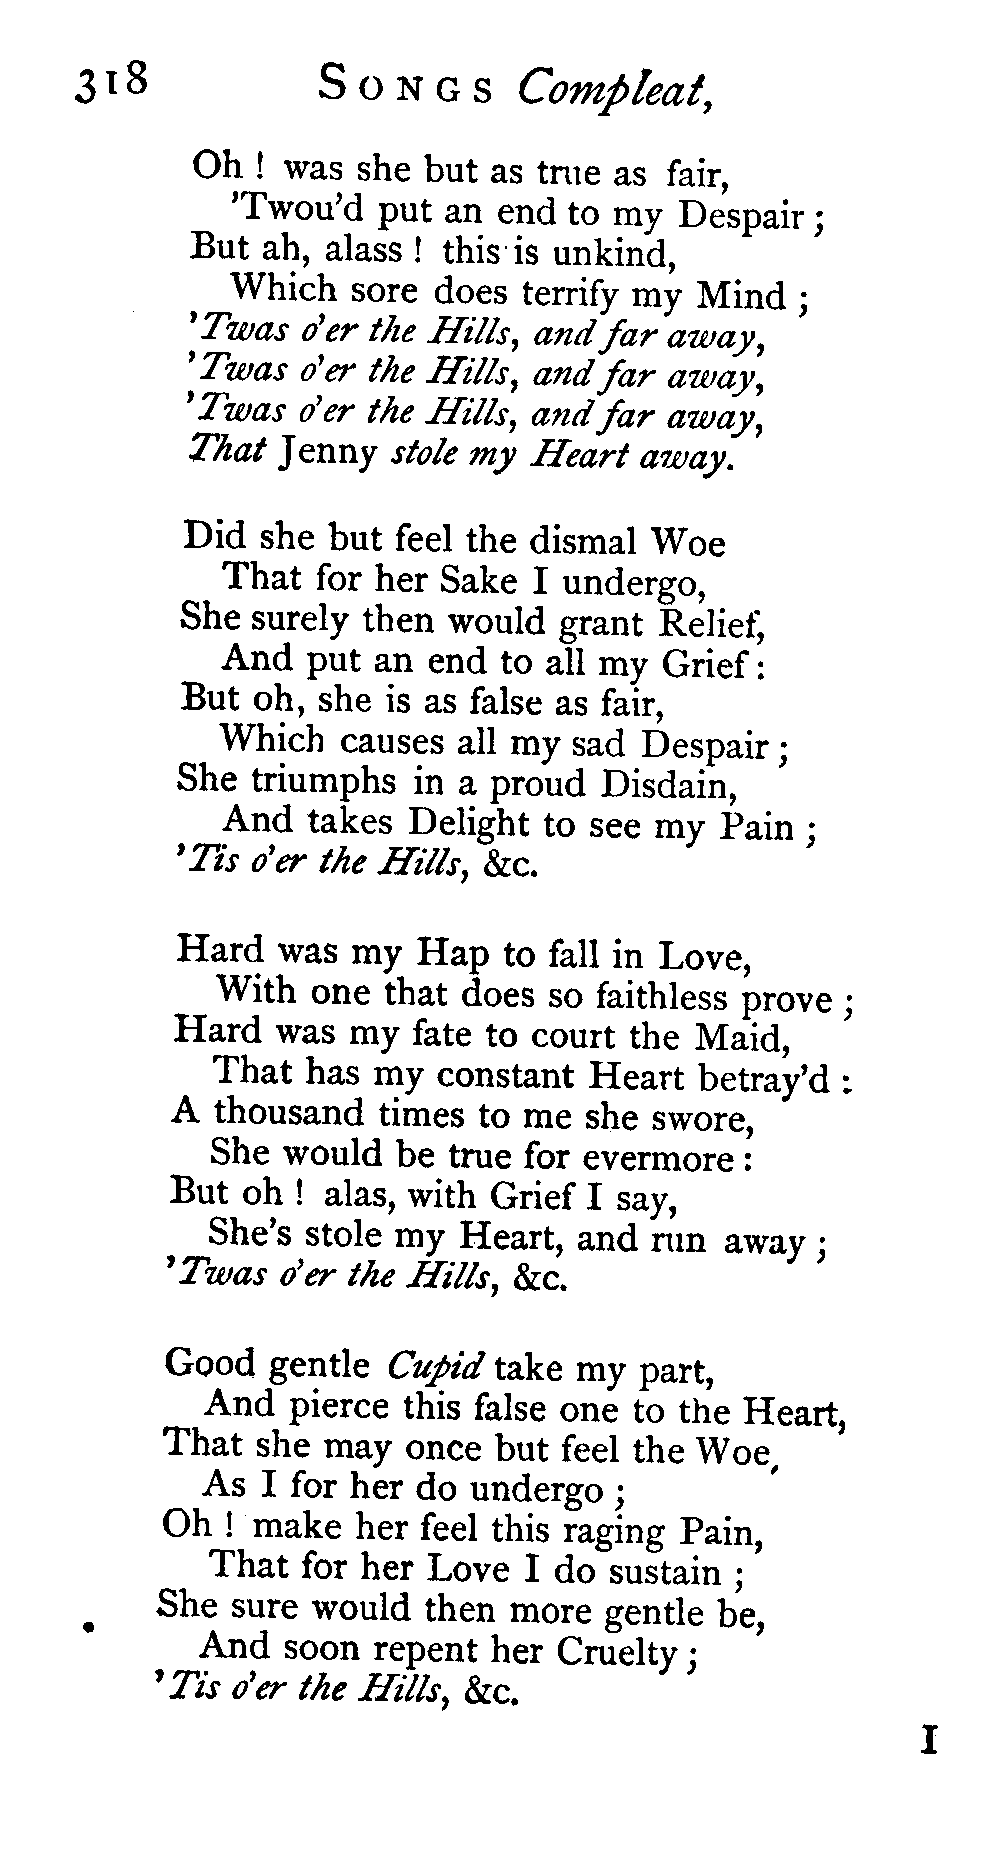 318 SONGS Compleat,
Oh ! was she but as true as fair,
'Twou'd put an end to my Despair ;
But ah, alass ! this is unkind,
Which sore does terrify my Mind ;
'Twas o'er the Hills, and far away,
'Twas o'er the Hills, and far away,
'Twas o'er the Hills, and far away,
That Jenny stole my Heart away.
Did she but feel the dismal Woe
That for her Sake I undergo,
She surely then would grant Relief,
And put an end to all my Grief :
But oh, she is as false as fair,
Which causes all my sad Despair ;
She triumphs in a proud Disdain,
And takes Delight to see my Pain ;
'Tis o'er the Hills, &c.
Hard was my Hap to fall in Love,
With one that does so faithless prove ;
Hard was my fate to court the Maid,
That has my constant Heart betray'd :
A thousand times to me she swore,
She would be true for evermore :
But oh ! alas, with Grief I say,
She's stole my Heart, and run away ;
'Twas o'er the Hills, &c.
Good gentle Cupid take my part,
And pierce this false one to the Heart,
That she may once but feel the Woe,
As I for her do undergo ;
Oh ! make her feel this raging Pain,
That for her Love I do sustain ;
She sure would then more gentle be,
And soon repent her Cruelty ;
'Tis o'er the Hills, &c.
I